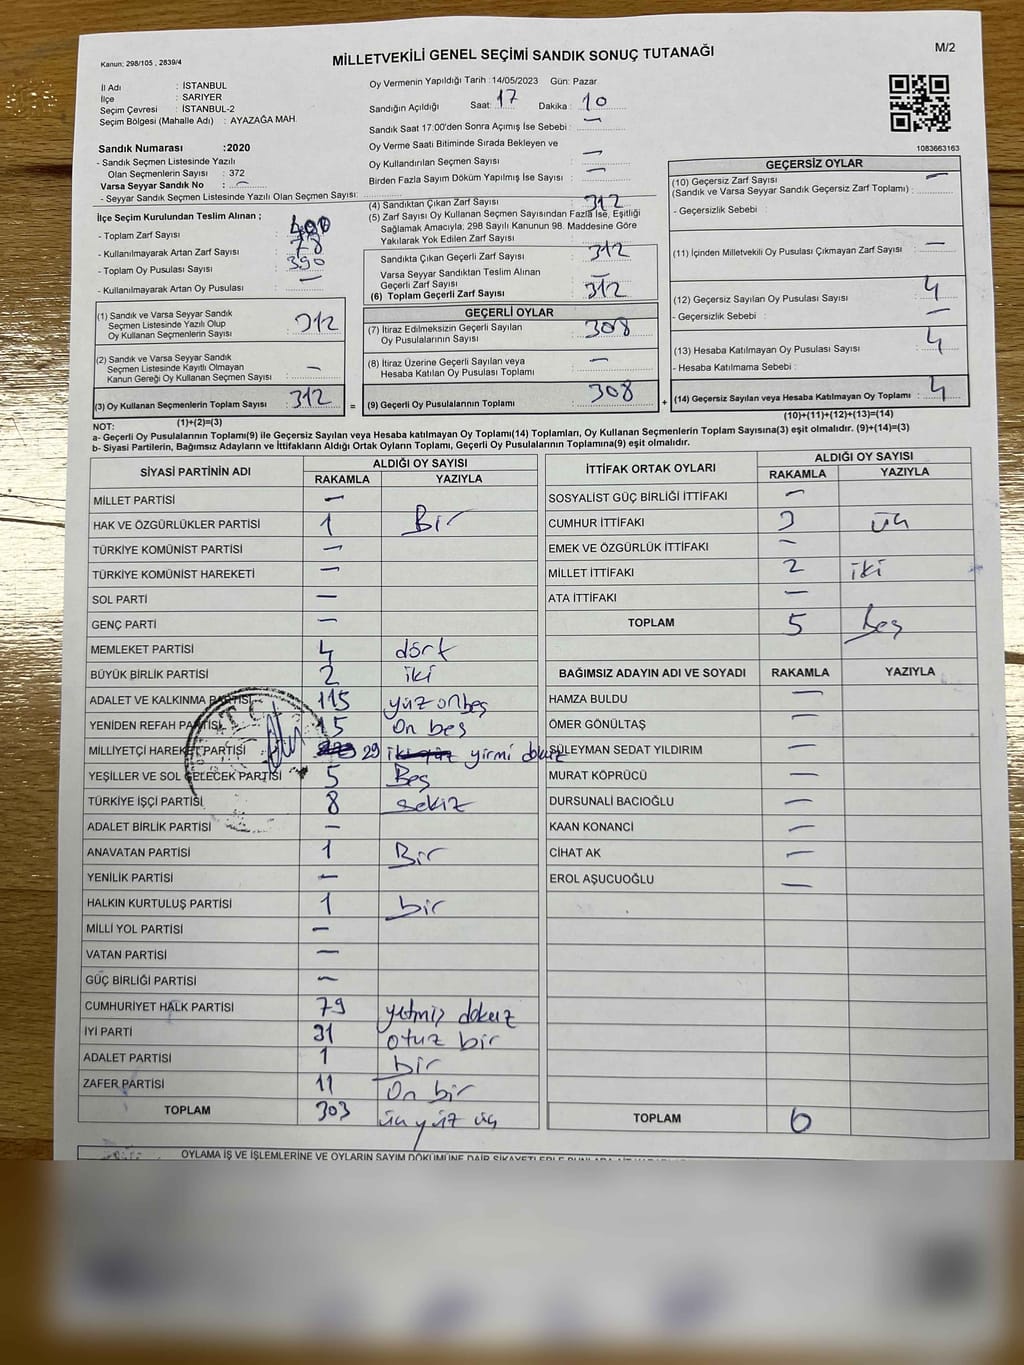 M/2
Kanun: 298/105 , 2839/4
MİLLETVEKİLİ GENEL SEÇİMİ SANDIK SONUÇ TUTANAĞI
İl Adı : İSTANBUL
İlçe : SARIYER
Seçim Çevresi : İSTANBUL-2
Seçim Bölgesi (Mahalle Adı) : AYAZAĞA MAH.
Sandık Numarası :2020
- Sandık Seçmen Listesinde Yazılı
Olan Seçmenlerin Sayısı : 372
Varsa Seyyar Sandık No : –
- Seyyar Sandık Seçmen Listesinde Yazılı Olan Seçmen Sayısı:
Oy Vermenin Yapıldığı Tarih :14/05/2023 Gün: Pazar
Sandığın Açıldığı Saat: 17 Dakika : 10
Sandık Saat 17:00'den Sonra Açımış İse Sebebi : –
Oy Verme Saati Bitiminde Sırada Bekleyen ve
Oy Kullandırılan Seçmen Sayısı : –
Birden Fazla Sayım Döküm Yapılmış İse Sayısı : –
1083663163
İlçe Seçim Kurulundan Teslim Alınan ;
- Toplam Zarf Sayısı : 400
- Kullanılmayarak Artan Zarf Sayısı : 78
- Toplam Oy Pusulası Sayısı : 390
- Kullanılmayarak Artan Oy Pusulası : –
(1) Sandık ve Varsa Seyyar Sandık
Seçmen Listesinde Yazılı Olup
Oy Kullanan Seçmenlerin Sayısı : 312
(2) Sandık ve Varsa Seyyar Sandık
Seçmen Listesinde Kayıtlı Olmayan
Kanun Gereği Oy Kullanan Seçmen Sayısı : –
(3) Oy Kullanan Seçmenlerin Toplam Sayısı : 312
(1)+(2)=(3)
(4) Sandıktan Çıkan Zarf Sayısı : 312
(5) Zarf Sayısı Oy Kullanan Seçmen Sayısından Fazla İse, Eşitliği
Sağlamak Amacıyla; 298 Sayılı Kanunun 98. Maddesine Göre
Yakılarak Yok Edilen Zarf Sayısı :
Sandıkta Çıkan Geçerli Zarf Sayısı : 312
Varsa Seyyar Sandıktan Teslim Alınan
Geçerli Zarf Sayısı : –
(6) Toplam Geçerli Zarf Sayısı : 312
GEÇERLİ OYLAR
(7) İtiraz Edilmeksizin Geçerli Sayılan
Oy Pusulalarının Sayısı : 308
(8) İtiraz Üzerine Geçerli Sayılan veya
Hesaba Katılan Oy Pusulası Toplamı : –
= (9) Geçerli Oy Pusulalarının Toplamı : 308 +
GEÇERSİZ OYLAR
(10) Geçersiz Zarf Sayısı : –
(Sandık ve Varsa Seyyar Sandık Geçersiz Zarf Toplamı) :
- Geçersizlik Sebebi :
(11) İçinden Milletvekili Oy Pusulası Çıkmayan Zarf Sayısı : –
(12) Geçersiz Sayılan Oy Pusulası Sayısı : 4
- Geçersizlik Sebebi : –
(13) Hesaba Katılmayan Oy Pusulası Sayısı : 4
- Hesaba Katılmama Sebebi :
(14) Geçersiz Sayılan veya Hesaba Katılmayan Oy Toplamı : 4
(10)+(11)+(12)+(13)=(14)
NOT:
a- Geçerli Oy Pusulalarının Toplamı(9) ile Geçersiz Sayılan veya Hesaba katılmayan Oy Toplamı(14) Toplamları, Oy Kullanan Seçmenlerin Toplam Sayısına(3) eşit olmalıdır. (9)+(14)=(3)
b- Siyasi Partilerin, Bağımsız Adayların ve İttifakların Aldığı Ortak Oyların Toplamı, Geçerli Oy Pusulalarının Toplamına(9) eşit olmalıdır.
SİYASİ PARTİNİN ADI ALDIĞI OY SAYISI
RAKAMLA YAZIYLA
MİLLET PARTİSİ –
HAK VE ÖZGÜRLÜKLER PARTİSİ 1 Bir
TÜRKİYE KOMÜNİST PARTİSİ –
TÜRKİYE KOMÜNİST HAREKETİ –
SOL PARTİ –
GENÇ PARTİ –
MEMLEKET PARTİSİ 4 dört
BÜYÜK BİRLİK PARTİSİ 2 iki
ADALET VE KALKINMA PARTİSİ 115 yüz onbeş
YENİDEN REFAH PARTİSİ 15 On beş
MİLLİYETÇİ HAREKET PARTİSİ 29 yirmi dokuz
YEŞİLLER VE SOL GELECEK PARTİSİ 5 Beş
TÜRKİYE İŞÇİ PARTİSİ 8 sekiz
ADALET BİRLİK PARTİSİ –
ANAVATAN PARTİSİ 1 Bir
YENİLİK PARTİSİ –
HALKIN KURTULUŞ PARTİSİ 1 bir
MİLLİ YOL PARTİSİ –
VATAN PARTİSİ –
GÜÇ BİRLİĞİ PARTİSİ –
CUMHURİYET HALK PARTİSİ 79 yetmiş dokuz
İYİ PARTİ 31 otuz bir
ADALET PARTİSİ 1 bir
ZAFER PARTİSİ 11 On bir
TOPLAM 303 üç yüz üç
İTTİFAK ORTAK OYLARI ALDIĞI OY SAYISI
RAKAMLA YAZIYLA
SOSYALİST GÜÇ BİRLİĞİ İTTİFAKI –
CUMHUR İTTİFAKI 3 üç
EMEK VE ÖZGÜRLÜK İTTİFAKI –
MİLLET İTTİFAKI 2 iki
ATA İTTİFAKI –
TOPLAM 5 Beş
BAĞIMSIZ ADAYIN ADI VE SOYADI RAKAMLA YAZIYLA
HAMZA BULDU –
ÖMER GÖNÜLTAŞ –
SÜLEYMAN SEDAT YILDIRIM –
MURAT KÖPRÜCÜ –
DURSUNALİ BACIOĞLU –
KAAN KONANCİ –
CİHAT AK –
EROL AŞUCUOĞLU –
TOPLAM 0